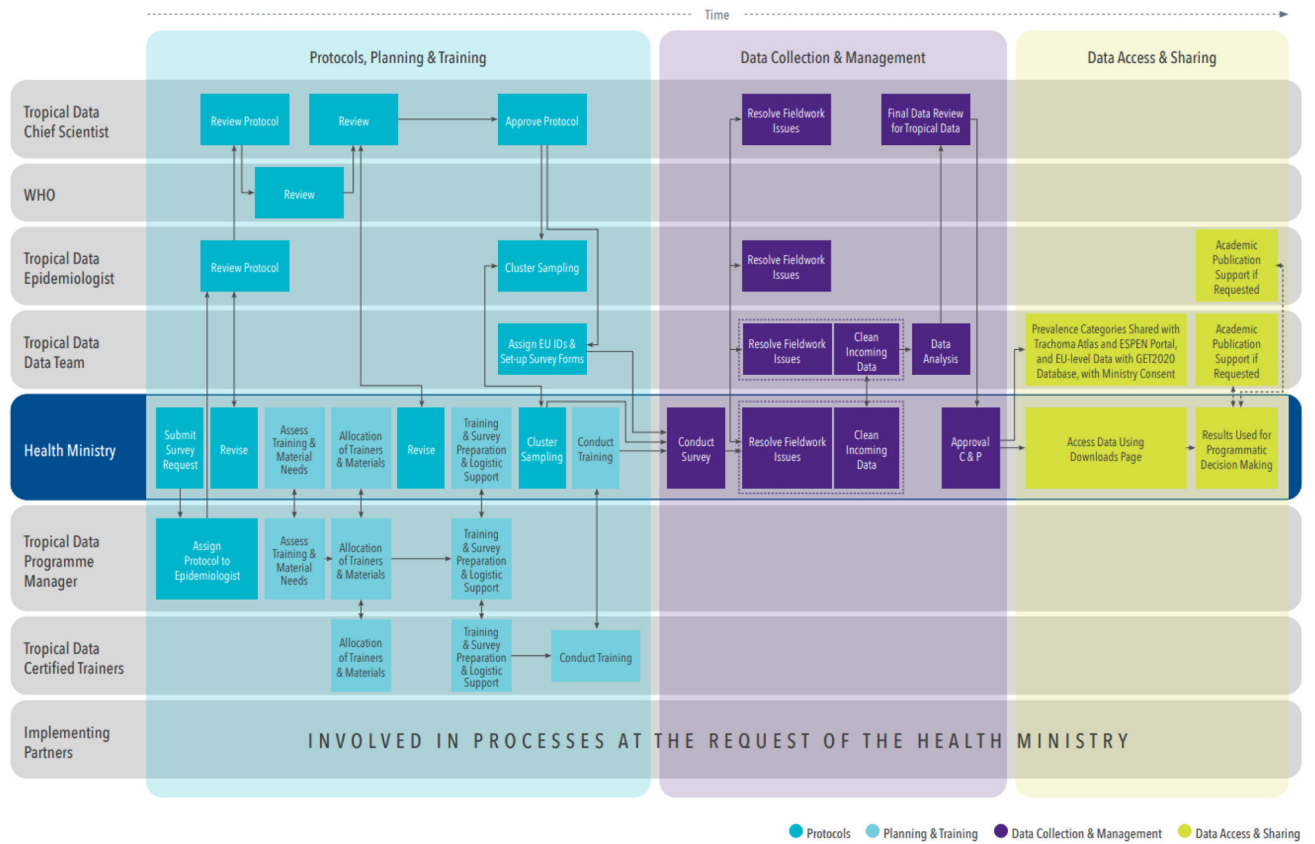 Time
Protocols, Planning & Training
Data Collection & Management
Data Access & Sharing
Tropical Data
Chief Scientist
Review Protocol
Review
Approve Protocol
Resolve Fieldwork
Issues
Final Data Review
for Tropical Data
WHO
Review
Tropical Data
Epidemiologist
Review Protocol
Cluster Sampling
Resolve Fieldwork
Issues
Academic
Publication
Support if
Requested
Tropical Data
Data Team
Assign EU IDs &
Set-up Survey Forms
Resolve Fieldwork
Issues
Clean
Incoming
Data
Data
Analysis
Prevalence Categories Shared with
Trachoma Atlas and ESPEN Portal,
and EU-level Data with GET2020
Database, with Ministry Consent
Academic
Publication
Support if
Requested
Health Ministry
Submit
Survey
Request
Revise
Assess
Training &
Material
Needs
Allocation
of Trainers
& Materials
Revise
Training
& Survey
Preparation
& Logistic
Support
Cluster
Sampling
Conduct
Training
Conduct
Survey
Resolve Fieldwork
Issues
Clean
Incoming
Data
Approval
C & P
Access Data Using
Downloads Page
Results Used for
Programmatic
Decision Making
Tropical Data
Programme
Manager
Assign
Protocol to
Epidemiologist
Assess
Training &
Material
Needs
Allocation
of Trainers
& Materials
Training
& Survey
Preparation
& Logistic
Support
Tropical Data
Certified Trainers
Allocation
of Trainers
& Materials
Training
& Survey
Preparation
& Logistic
Support
Conduct Training
Implementing
Partners
INVOLVED IN PROCESSES AT THE REQUEST OF THE HEALTH MINISTRY
Protocols
Planning & Training
Data Collection & Management
Data Access & Sharing